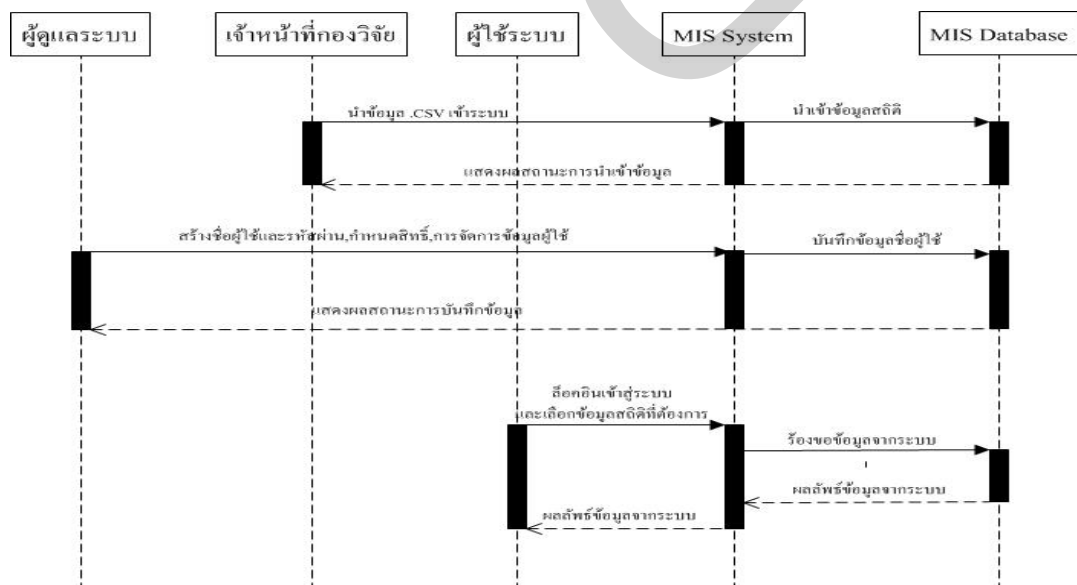 ผู้ดูแลระบบ
เจ้าหน้าที่กองวิจัย
ผู้ใช้ระบบ
MIS System
MIS Database
นำข้อมูล .CSV เข้าระบบ
นำเข้าข้อมูลสถิติ
แสดงผลสถานะการนำเข้าข้อมูล
สร้างชื่อผู้ใช้และรหัสผ่าน,กำหนดสิทธิ์,การจัดการข้อมูลผู้ใช้
บันทึกข้อมูลชื่อผู้ใช้
แสดงผลสถานะการบันทึกข้อมูล
ล็อคอินเข้าสู่ระบบ
และเลือกข้อมูลสถิติที่ต้องการ
ร้องขอข้อมูลจากระบบ
ผลลัพธ์ข้อมูลจากระบบ
ผลลัพธ์ข้อมูลจากระบบ